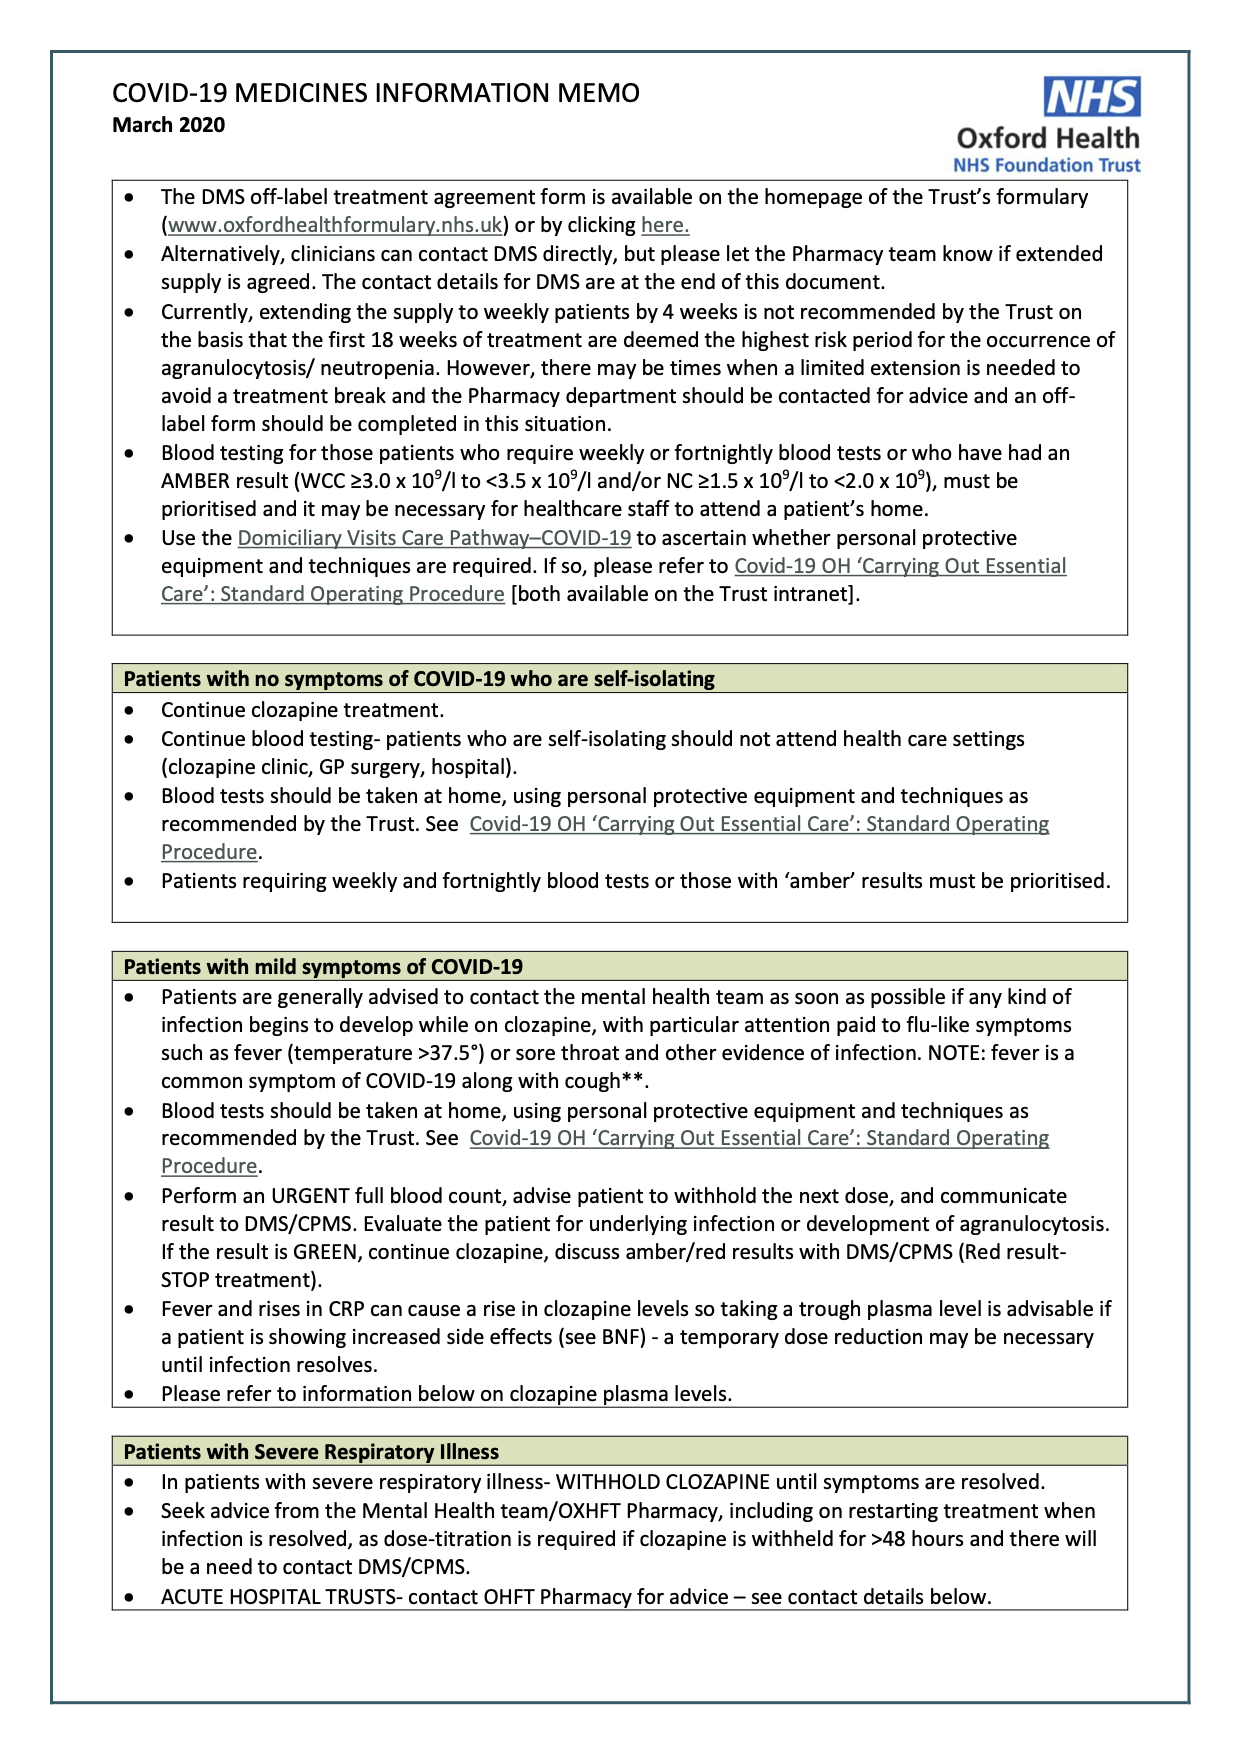 COVID-19 MEDICINES INFORMATION MEMO
March 2020
NHS
Oxford Health
NHS Foundation Trust
• The DMS off-label treatment agreement form is available on the homepage of the Trust’s formulary
(www.oxfordhealthformulary.nhs.uk) or by clicking here.
• Alternatively, clinicians can contact DMS directly, but please let the Pharmacy team know if extended
supply is agreed. The contact details for DMS are at the end of this document.
• Currently, extending the supply to weekly patients by 4 weeks is not recommended by the Trust on
the basis that the first 18 weeks of treatment are deemed the highest risk period for the occurrence of
agranulocytosis/ neutropenia. However, there may be times when a limited extension is needed to
avoid a treatment break and the Pharmacy department should be contacted for advice and an off-
label form should be completed in this situation.
• Blood testing for those patients who require weekly or fortnightly blood tests or who have had an
AMBER result (WCC ≥3.0 x 10⁹/l to <3.5 x 10⁹/l and/or NC ≥1.5 x 10⁹/l to <2.0 x 10⁹), must be
prioritised and it may be necessary for healthcare staff to attend a patient’s home.
• Use the Domiciliary Visits Care Pathway–COVID-19 to ascertain whether personal protective
equipment and techniques are required. If so, please refer to Covid-19 OH ‘Carrying Out Essential
Care’: Standard Operating Procedure [both available on the Trust intranet].
Patients with no symptoms of COVID-19 who are self-isolating
• Continue clozapine treatment.
• Continue blood testing- patients who are self-isolating should not attend health care settings
(clozapine clinic, GP surgery, hospital).
• Blood tests should be taken at home, using personal protective equipment and techniques as
recommended by the Trust. See Covid-19 OH ‘Carrying Out Essential Care’: Standard Operating
Procedure.
• Patients requiring weekly and fortnightly blood tests or those with ‘amber’ results must be prioritised.
Patients with mild symptoms of COVID-19
• Patients are generally advised to contact the mental health team as soon as possible if any kind of
infection begins to develop while on clozapine, with particular attention paid to flu-like symptoms
such as fever (temperature >37.5°) or sore throat and other evidence of infection. NOTE: fever is a
common symptom of COVID-19 along with cough**.
• Blood tests should be taken at home, using personal protective equipment and techniques as
recommended by the Trust. See Covid-19 OH ‘Carrying Out Essential Care’: Standard Operating
Procedure.
• Perform an URGENT full blood count, advise patient to withhold the next dose, and communicate
result to DMS/CPMS. Evaluate the patient for underlying infection or development of agranulocytosis.
If the result is GREEN, continue clozapine, discuss amber/red results with DMS/CPMS (Red result-
STOP treatment).
• Fever and rises in CRP can cause a rise in clozapine levels so taking a trough plasma level is advisable if
a patient is showing increased side effects (see BNF) - a temporary dose reduction may be necessary
until infection resolves.
• Please refer to information below on clozapine plasma levels.
Patients with Severe Respiratory Illness
• In patients with severe respiratory illness- WITHHOLD CLOZAPINE until symptoms are resolved.
• Seek advice from the Mental Health team/OXHFT Pharmacy, including on restarting treatment when
infection is resolved, as dose-titration is required if clozapine is withheld for >48 hours and there will
be a need to contact DMS/CPMS.
• ACUTE HOSPITAL TRUSTS- contact OHFT Pharmacy for advice – see contact details below.